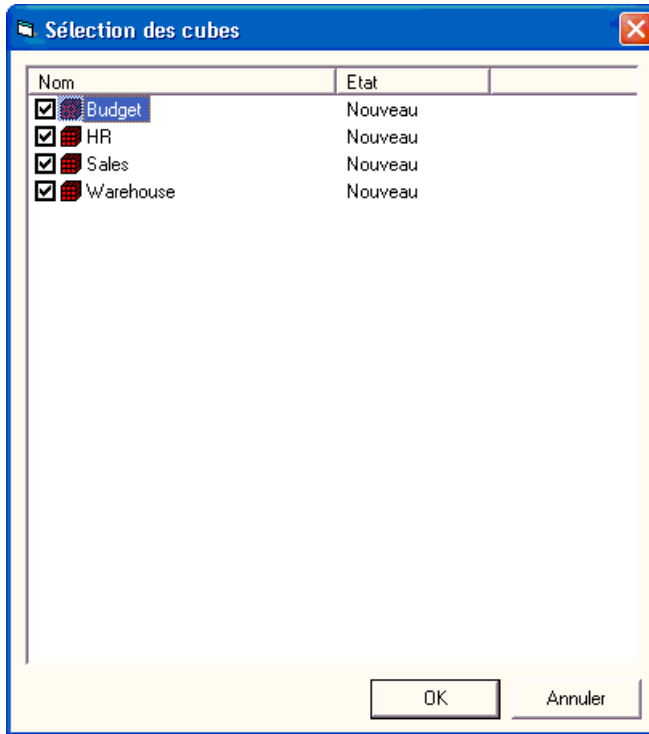 Sélection des cubes
Nom Etat
Budget Nouveau
HR Nouveau
Sales Nouveau
Warehouse Nouveau
OK Annuler